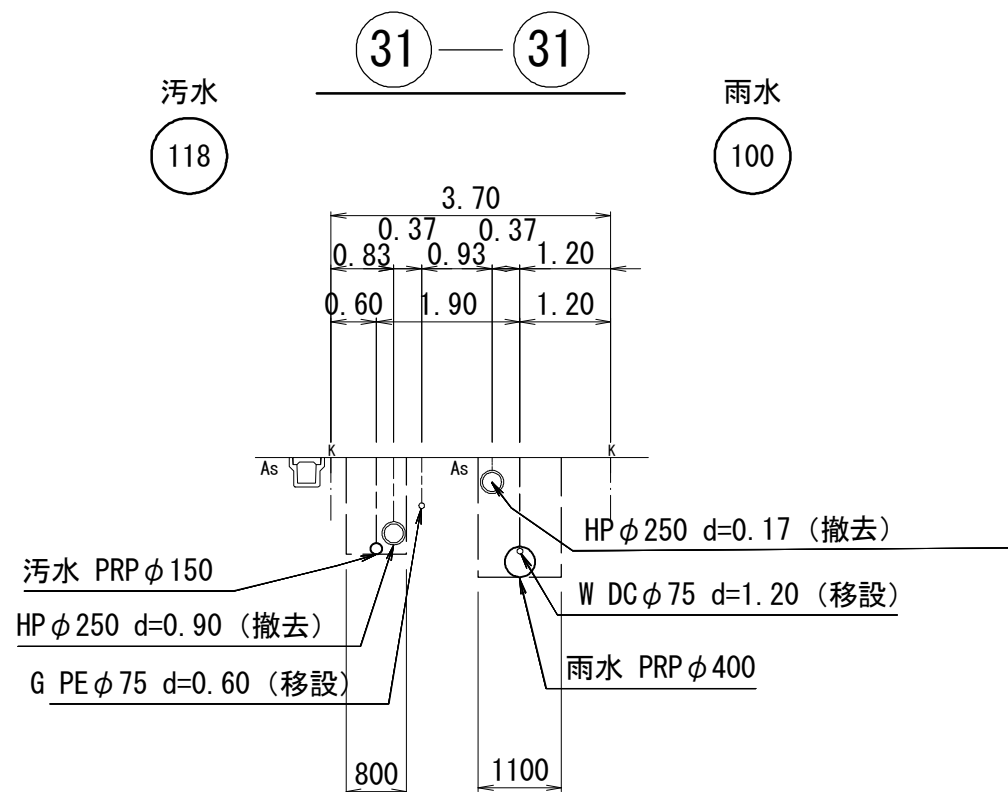 31 31
汚水 雨水
118 100
3.70
0.37 0.37
0.83 0.93 1.20
0.60 1.90 1.20
K K
As As
HPφ250 d=0.17 (撤去)
汚水 PRPφ150
W DCφ75 d=1.20 (移設)
HPφ250 d=0.90 (撤去)
雨水 PRPφ400
G PEφ75 d=0.60 (移設)
800 1100